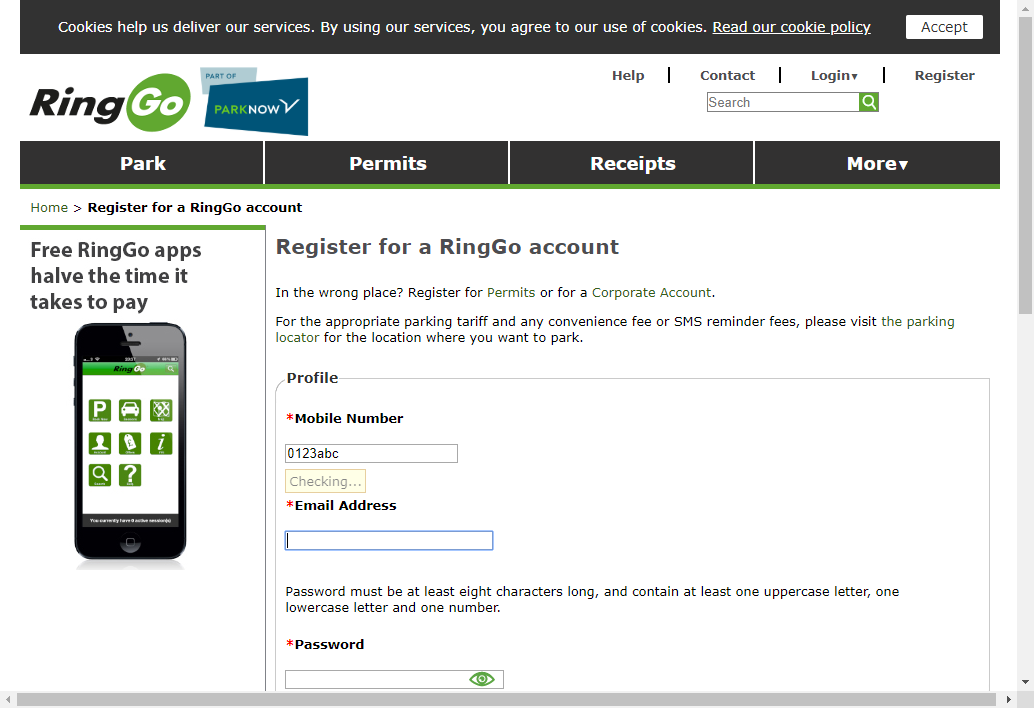 Cookies help us deliver our services. By using our services, you agree to our use of cookies. Read our cookie policy Accept
Help Contact Login▾ Register
Search
RingGo
PART OF
PARKNOW
Park Permits Receipts More▾
Home > Register for a RingGo account
Free RingGo apps
halve the time it
takes to pay
RingGo
You currently have 0 active session(s)
Register for a RingGo account
In the wrong place? Register for Permits or for a Corporate Account.
For the appropriate parking tariff and any convenience fee or SMS reminder fees, please visit the parking
locator for the location where you want to park.
Profile
*Mobile Number
0123abc
Checking...
*Email Address
Password must be at least eight characters long, and contain at least one uppercase letter, one
lowercase letter and one number.
*Password